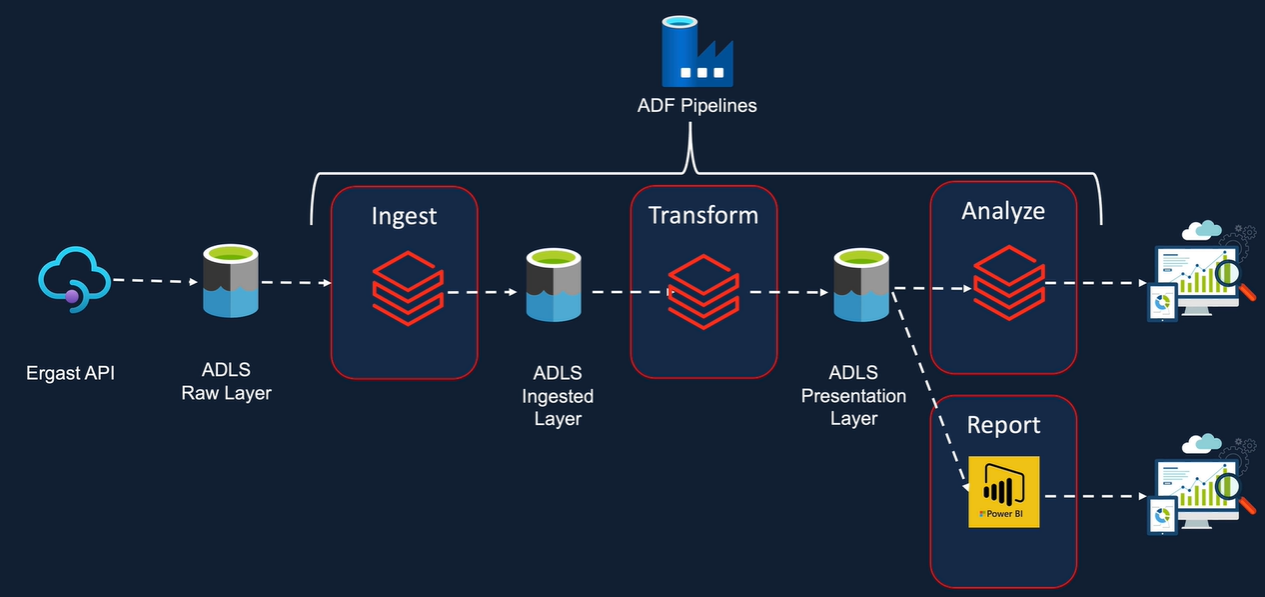 ADF Pipelines
Ingest
Transform
Analyze
Ergast API
ADLS
Raw Layer
ADLS
Ingested
Layer
ADLS
Presentation
Layer
Report
Power BI